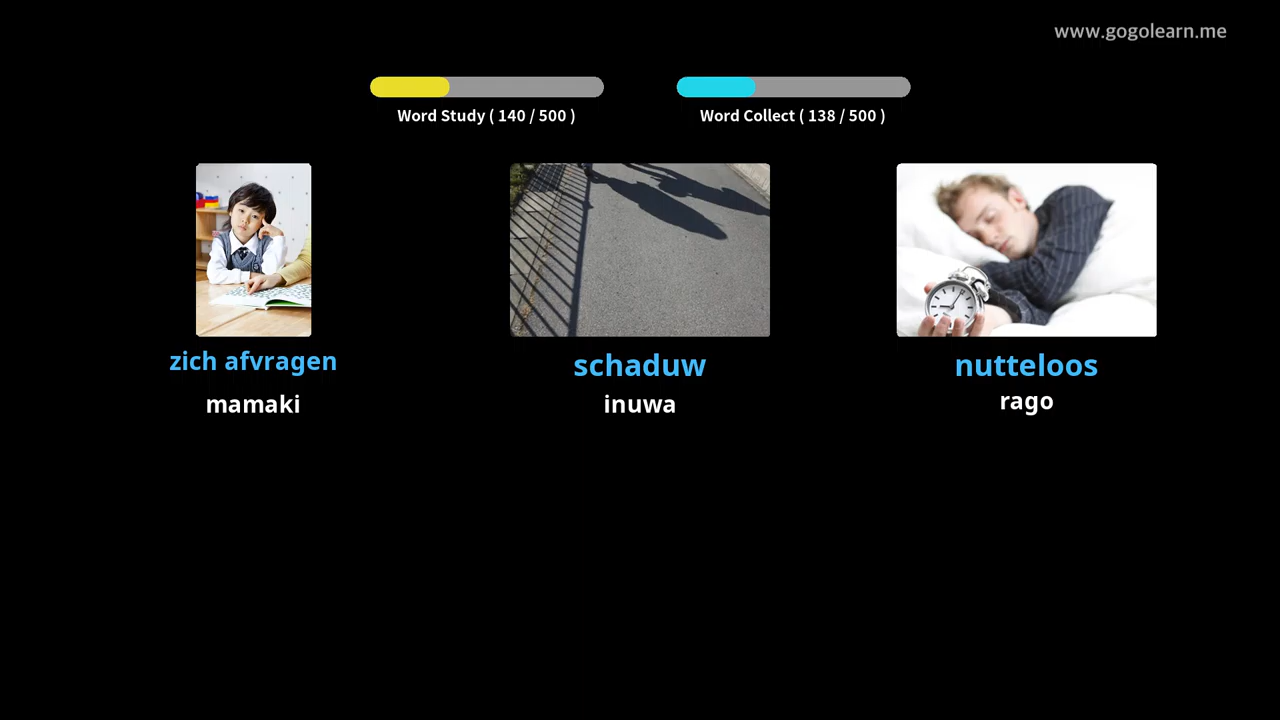 www.gogolearn.me
Word Study ( 140 / 500 )
Word Collect ( 138 / 500 )
zich afvragen
mamaki
schaduw
inuwa
nutteloos
rago